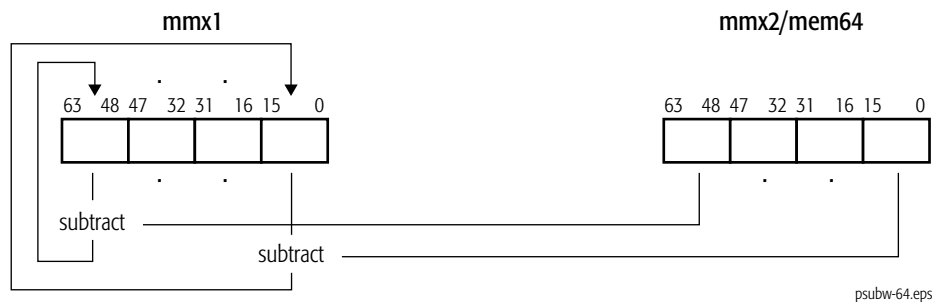 mmx1 mmx2/mem64
. .
63 48 47 32 31 16 15 0 63 48 47 32 31 16 15 0
. . . .
subtract
subtract
psubw-64.eps